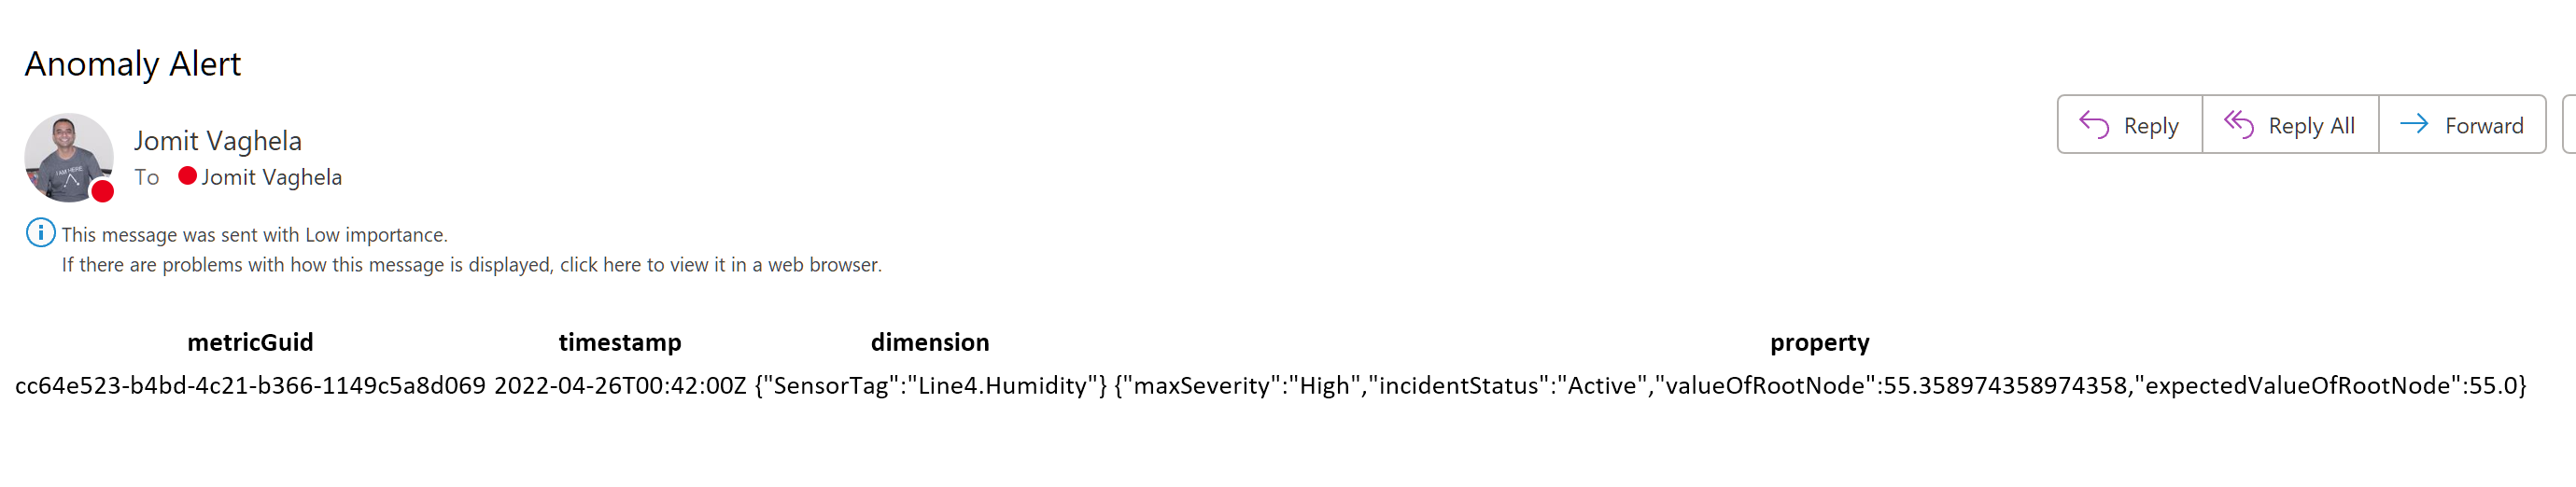 Anomaly Alert
Jomit Vaghela
To Jomit Vaghela
Reply Reply All Forward
I AM HERE
This message was sent with Low importance.
If there are problems with how this message is displayed, click here to view it in a web browser.
metricGuid timestamp dimension property
cc64e523-b4bd-4c21-b366-1149c5a8d069 2022-04-26T00:42:00Z {"SensorTag":"Line4.Humidity"} {"maxSeverity":"High","incidentStatus":"Active","valueOfRootNode":55.358974358974358,"expectedValueOfRootNode":55.0}